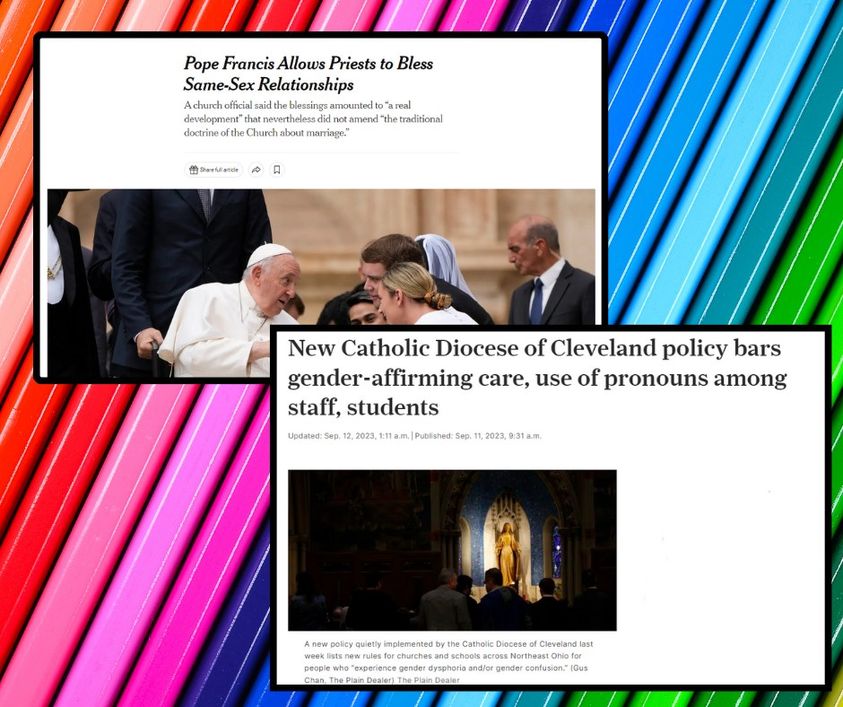 Pope Francis Allows Priests to Bless
Same-Sex Relationships
A church official said the blessings amounted to “a real
development” that nevertheless did not amend “the traditional
doctrine of the Church about marriage.”
Share full article
New Catholic Diocese of Cleveland policy bars
gender-affirming care, use of pronouns among
staff, students
Updated: Sep. 12, 2023, 1:11 a.m. | Published: Sep. 11, 2023, 9:31 a.m.
A new policy quietly implemented by the Catholic Diocese of Cleveland last
week lists new rules for churches and schools across Northeast Ohio for
people who “experience gender dysphoria and/or gender confusion.” (Gus
Chan, The Plain Dealer) The Plain Dealer